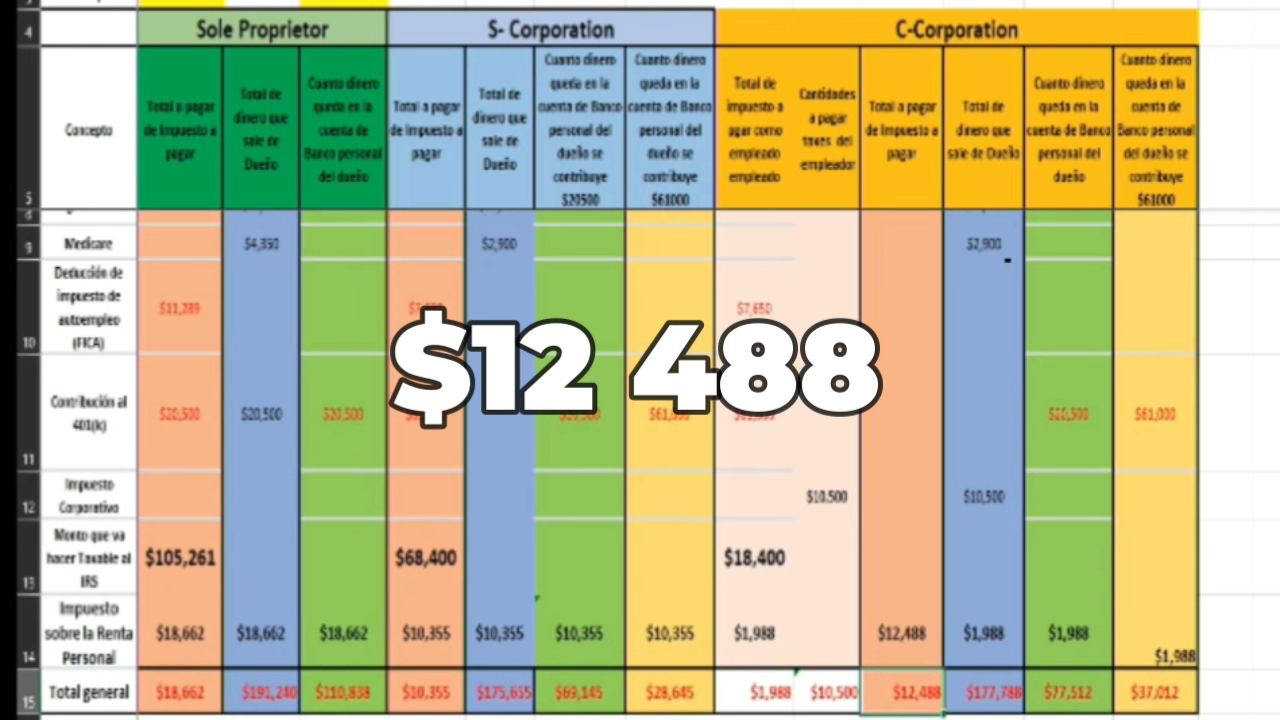 4 Sole Proprietor S- Corporation C-Corporation
5 Concepto
Total a pagar de Impuesto a pagar
Total de dinero que sale de Dueño
Cuanto dinero queda en la cuenta de Banco personal del dueño
Total a pagar de Impuesto a pagar
Total de dinero que sale de Dueño
Cuanto dinero queda en la cuenta de Banco personal del dueño se contribuye $20500
Cuanto dinero queda en la cuenta de Banco personal del dueño se contribuye $61000
Total de impuesto a pgar como empleado empleado
Cantidades a pagar taxes del empleador
Total a pagar de Impuesto a pagar
Total de dinero que sale de Dueño
Cuanto dinero queda en la cuenta de Banco personal del dueño
Cuanto dinero queda en la cuenta de Banco personal del dueño se contribuye $61000
8
9 Medicare $4,350 $2,900 $2,900
10 Deducción de impuesto de autoempleo (FICA) $11,289 $7,650
$12 488
11 Contribución al 401(k) $20,500 $20,500 $20,500 $20,500 $61,000
12 Impuesto Corporativo $10.500 $10,500
13 Monto que va hacer Taxable al IRS $105,261 $68,400 $18,400
14 Impuesto sobre la Renta Personal $18,662 $18,662 $18,662 $10,355 $10,355 $10,355 $10,355 $1,988 $12,488 $1,988 $1,988 $1,988
15 Total general $18,662 $191,240 $110,838 $10,355 $175,655 $69,145 $28,645 $1,988 $10,500 $12,488 $177,788 $77,512 $37,012